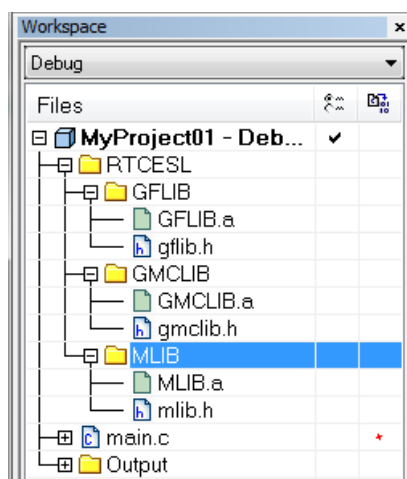 Workspace
Debug
Files
MyProject01 - Deb...
RTCESL
GFLIB
GFLIB.a
gflib.h
GMCLIB
GMCLIB.a
gmclib.h
MLIB
MLIB.a
mlib.h
main.c
Output